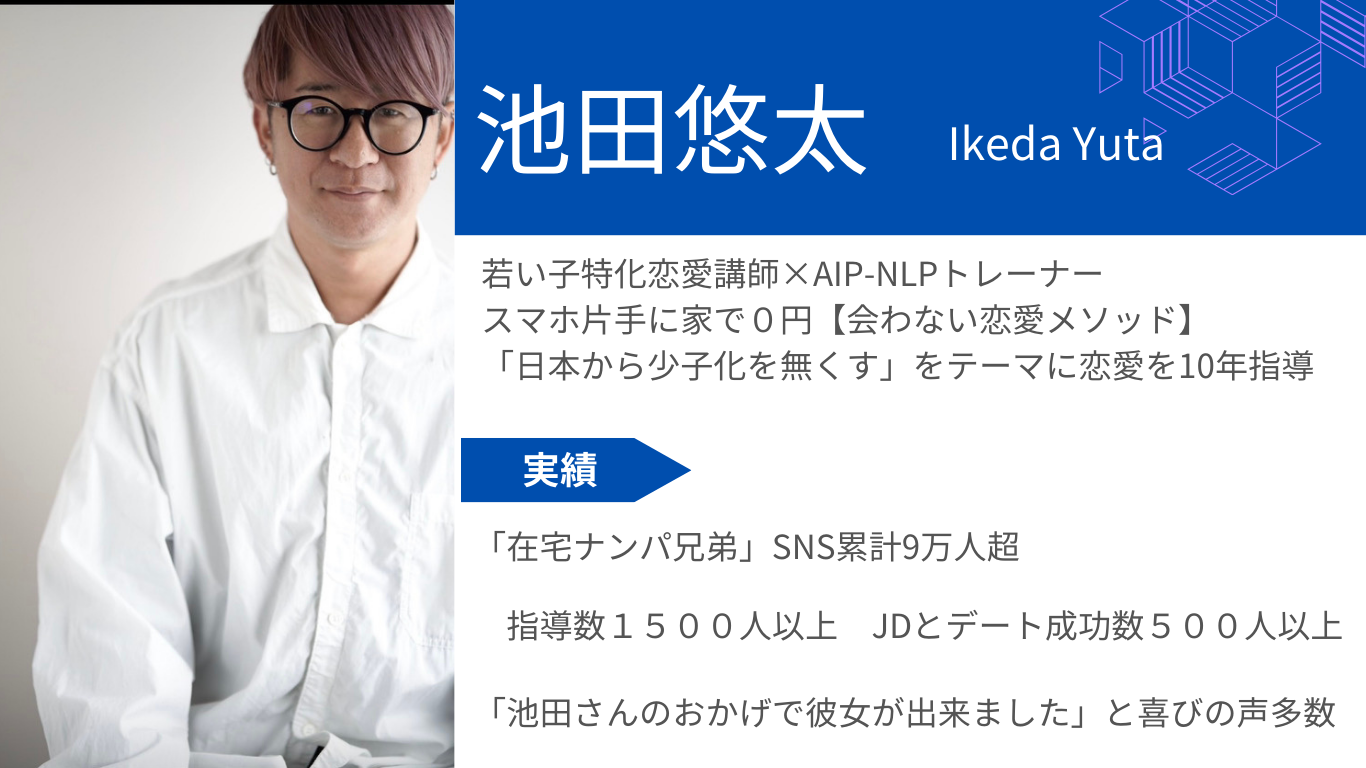 池田悠太
Ikeda Yuta
若い子特化恋愛講師×AIP-NLPトレーナー
スマホ片手に家で０円【会わない恋愛メソッド】
「日本から少子化を無くす」をテーマに恋愛を10年指導
実績
「在宅ナンパ兄弟」SNS累計9万人超
指導数１５００人以上　JDとデート成功数５００人以上
「池田さんのおかげで彼女が出来ました」と喜びの声多数